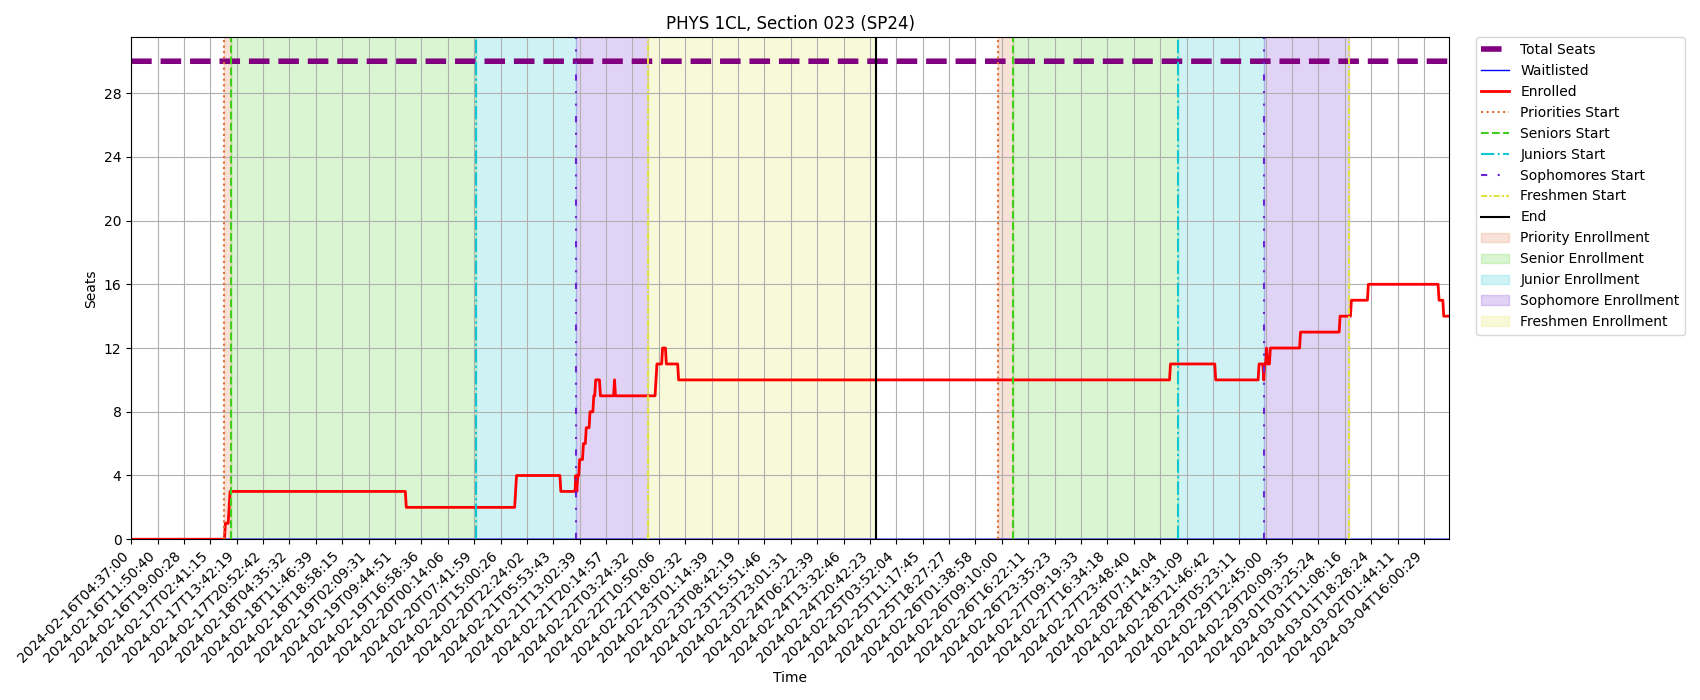 PHYS 1CL, Section 023 (SP24)
Total Seats
Waitlisted
Enrolled
Priorities Start
Seniors Start
Juniors Start
Sophomores Start
Freshmen Start
End
Priority Enrollment
Senior Enrollment
Junior Enrollment
Sophomore Enrollment
Freshmen Enrollment
Seats
28
24
20
16
12
8
4
0
2024-02-16T04:37:00
2024-02-16T11:50:40
2024-02-16T19:00:28
2024-02-17T02:41:15
2024-02-17T13:42:19
2024-02-17T20:52:42
2024-02-18T04:35:32
2024-02-18T11:46:39
2024-02-18T18:58:15
2024-02-19T02:09:31
2024-02-19T09:44:51
2024-02-19T16:58:36
2024-02-20T00:14:06
2024-02-20T07:41:59
2024-02-20T15:00:26
2024-02-20T22:24:02
2024-02-21T05:53:43
2024-02-21T13:02:39
2024-02-21T20:14:57
2024-02-22T03:24:32
2024-02-22T10:50:06
2024-02-22T18:02:32
2024-02-23T01:14:39
2024-02-23T08:42:19
2024-02-23T15:51:46
2024-02-23T23:01:31
2024-02-24T06:22:39
2024-02-24T13:32:46
2024-02-24T20:42:23
2024-02-25T03:52:04
2024-02-25T11:17:45
2024-02-25T18:27:27
2024-02-26T01:38:50
2024-02-26T09:10:00
2024-02-26T16:22:11
2024-02-26T23:35:23
2024-02-27T09:19:33
2024-02-27T16:34:18
2024-02-27T23:48:40
2024-02-28T07:14:04
2024-02-28T14:31:09
2024-02-28T21:46:42
2024-02-29T05:23:11
2024-02-29T12:45:00
2024-02-29T20:09:35
2024-03-01T03:25:24
2024-03-01T11:08:16
2024-03-01T18:28:24
2024-03-02T01:44:11
2024-03-04T16:00:29
Time